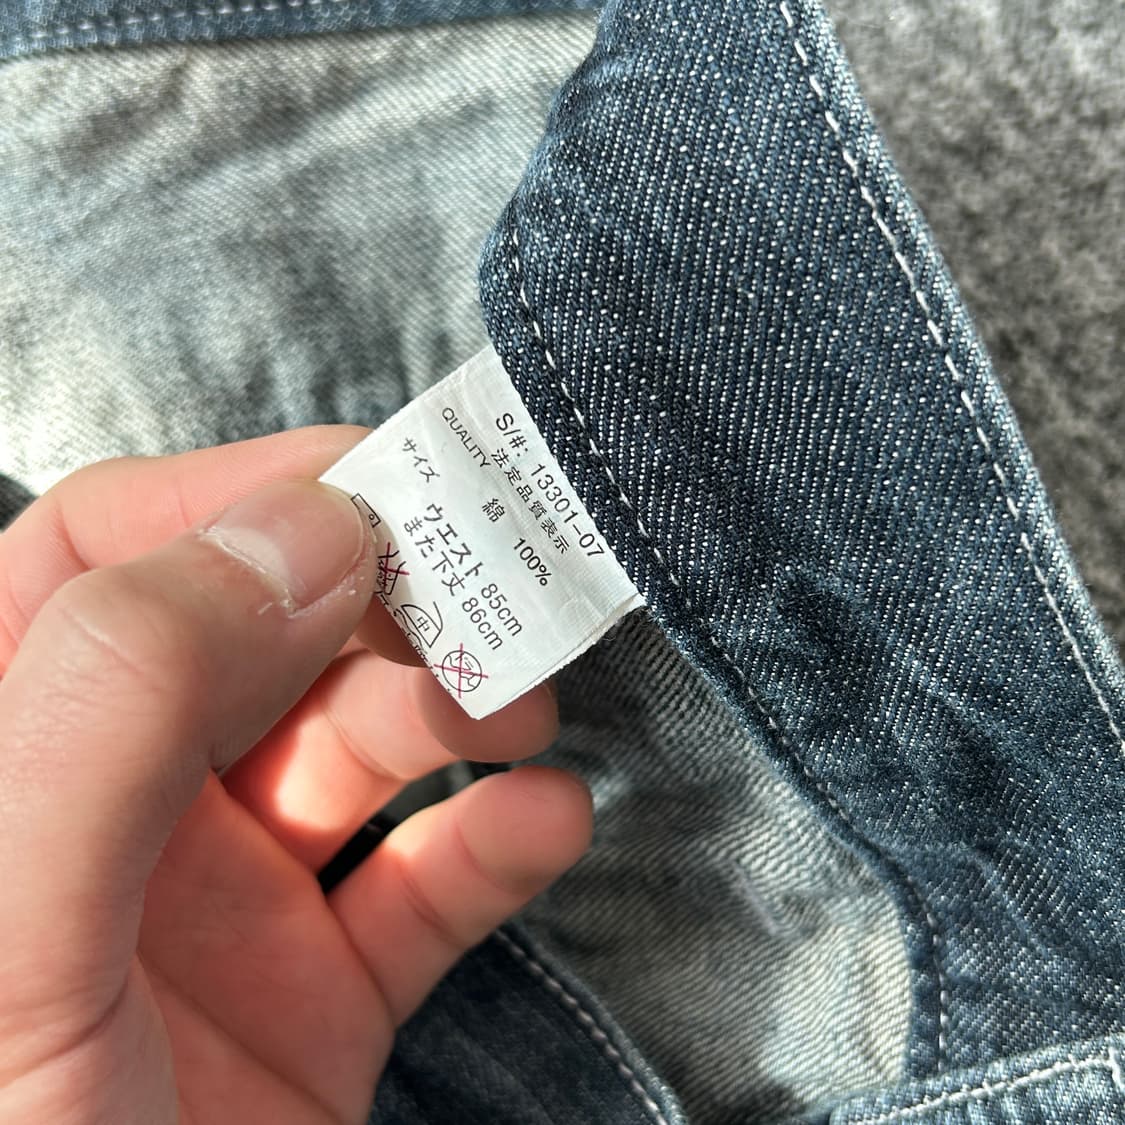 S/#: 13301-07
法定品質表示
QUALITY 綿 100%
サイズ ウエスト 85cm
また下丈 86cm
中